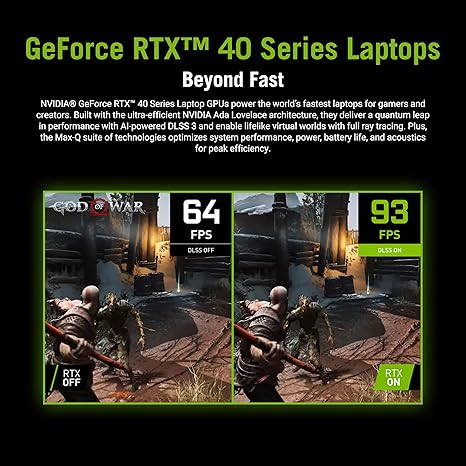 GeForce RTX™ 40 Series Laptops
Beyond Fast
NVIDIA® GeForce RTX™ 40 Series Laptop GPUs power the world's fastest laptops for gamers and
creators. Built with the ultra-efficient NVIDIA Ada Lovelace architecture, they deliver a quantum leap
in performance with AI-powered DLSS 3 and enable lifelike virtual worlds with full ray tracing. Plus,
the Max-Q suite of technologies optimizes system performance, power, battery life, and acoustics
for peak efficiency.
GOD OF WAR
64
FPS
DLSS OFF
93
FPS
DLSS ON
RTX
OFF
RTX
ON